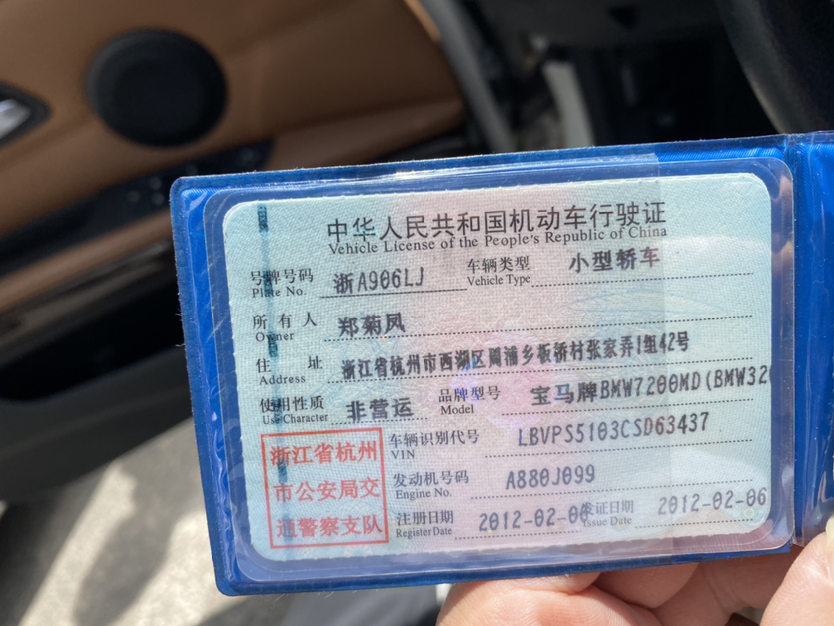 中华人民共和国机动车行驶证
Vehicle License of the People's Republic of China
号牌号码 浙A906LJ 车辆类型 小型轿车
Plate No. Vehicle Type
所有人 郑菊凤
Owner
住址 浙江省杭州市西湖区周浦乡板桥村张家弄1组42号
Address
使用性质 非营运 品牌型号 宝马牌BMW7200MD(BMW320
Use Character Model
浙江省杭州 车辆识别代号 LBVPS5103CSD63437
VIN
市公安局交 发动机号码 A880J099
Engine No.
通警察支队 注册日期 2012-02-06 发证日期 2012-02-06
Register Date Issue Date